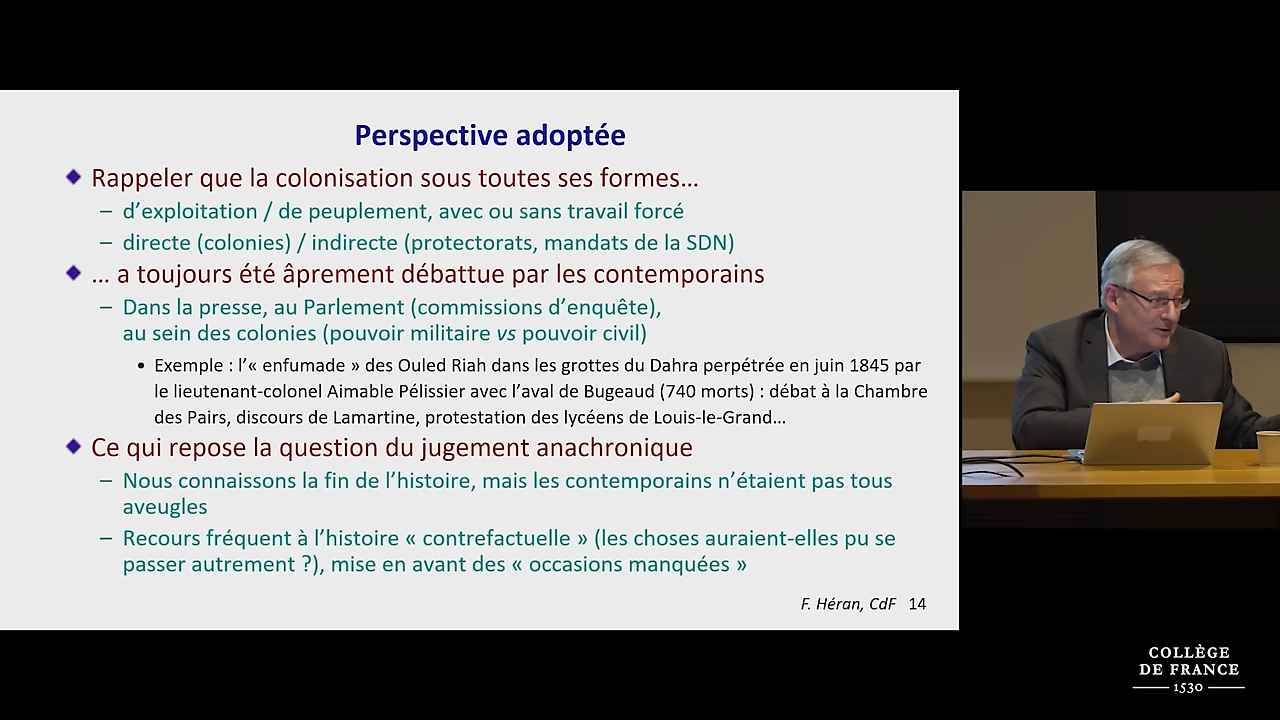 Perspective adoptée
Rappeler que la colonisation sous toutes ses formes…
– d’exploitation / de peuplement, avec ou sans travail forcé
– directe (colonies) / indirecte (protectorats, mandats de la SDN)
… a toujours été âprement débattue par les contemporains
– Dans la presse, au Parlement (commissions d’enquête),
au sein des colonies (pouvoir militaire vs pouvoir civil)
• Exemple : l’« enfumade » des Ouled Riah dans les grottes du Dahra perpétrée en juin 1845 par
le lieutenant-colonel Aimable Pélissier avec l’aval de Bugeaud (740 morts) : débat à la Chambre
des Pairs, discours de Lamartine, protestation des lycéens de Louis-le-Grand…
Ce qui repose la question du jugement anachronique
– Nous connaissons la fin de l’histoire, mais les contemporains n’étaient pas tous
aveugles
– Recours fréquent à l’histoire « contrefactuelle » (les choses auraient-elles pu se
passer autrement ?), mise en avant des « occasions manquées »
F. Héran, CdF 14
COLLÈGE
DE FRANCE
1530